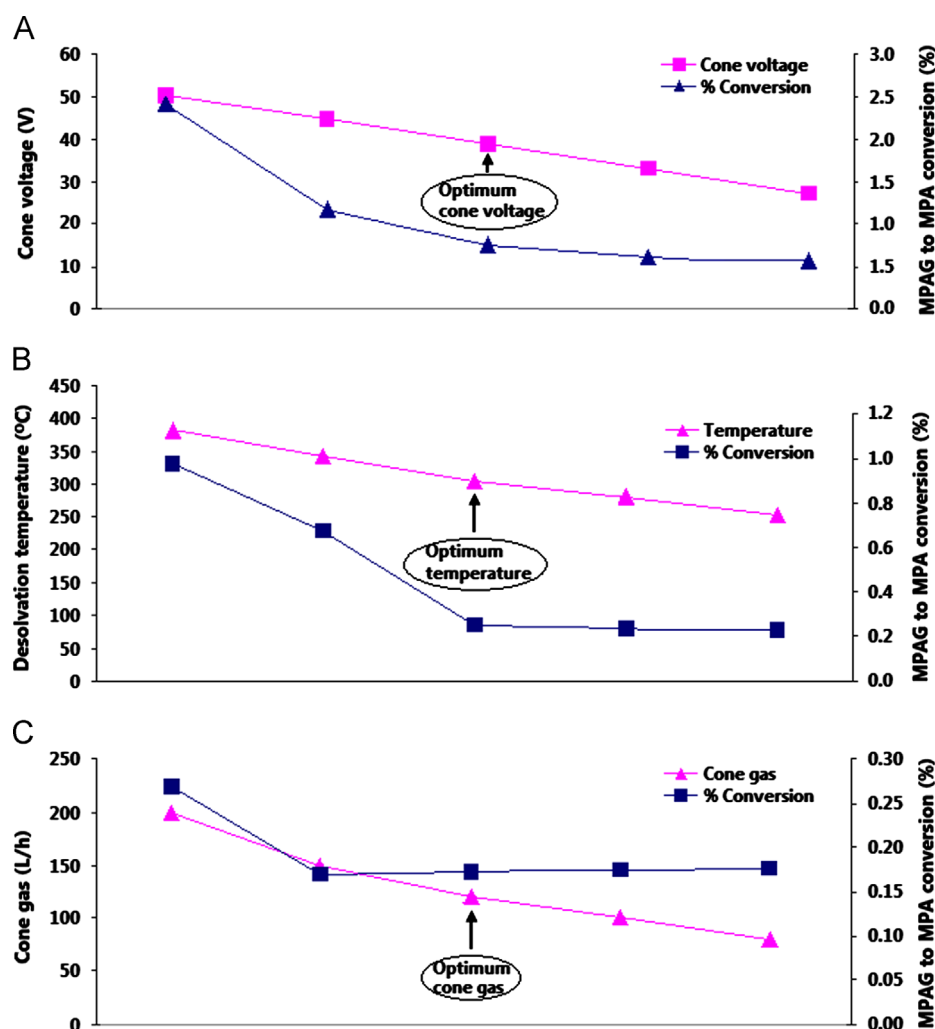 A
Cone voltage (V)
60
50
40
30
20
10
0
Cone voltage
% Conversion
Optimum
cone voltage
3.0
2.5
2.0
1.5
1.0
1.5
0.0
MPAG to MPA conversion (%)
B
Desolvation temperature (ºC)
450
400
350
300
250
200
150
100
50
0
Temperature
% Conversion
Optimum
temperature
1.2
1.0
0.8
0.6
0.4
0.2
0.0
MPAG to MPA conversion (%)
C
Cone gas (L/h)
250
200
150
100
50
0
Cone gas
% Conversion
Optimum
cone gas
0.30
0.25
0.20
0.15
0.10
0.05
0.00
MPAG to MPA conversion (%)